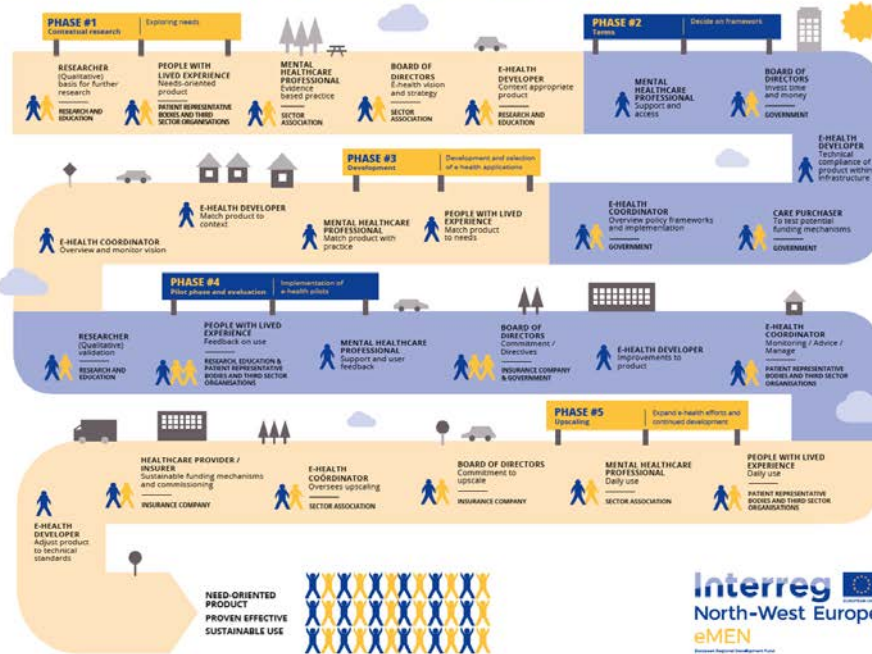 PHASE #1
Contextual research
Exploring needs
PHASE #2
Terms
Decide on framework
RESEARCHER
(Qualitative)
basis for further
research
RESEARCH AND
EDUCATION
PEOPLE WITH
LIVED EXPERIENCE
Needs-oriented
product
PATIENT REPRESENTATIVE
BODIES AND THIRD
SECTOR ORGANISATIONS
MENTAL
HEALTHCARE
PROFESSIONAL
Evidence
based practice
SECTOR
ASSOCIATION
BOARD OF
DIRECTORS
E-health vision
and strategy
SECTOR
ASSOCIATION
E-HEALTH
DEVELOPER
Context appropriate
product
RESEARCH AND
EDUCATION
MENTAL
HEALTHCARE
PROFESSIONAL
Support and
access
BOARD OF
DIRECTORS
Invest time
and money
GOVERNMENT
E-HEALTH
DEVELOPER
Technical
compliance of
product within
infrastructure
PHASE #3
Development
Development and selection
of e-health applications
E-HEALTH COORDINATOR
Overview and monitor vision
E-HEALTH DEVELOPER
Match product to
context
MENTAL HEALTHCARE
PROFESSIONAL
Match product with
practice
PEOPLE WITH LIVED
EXPERIENCE
Match product
to needs
E-HEALTH
COORDINATOR
Overview policy frameworks
and implementation
GOVERNMENT
CARE PURCHASER
To test potential
funding mechanisms
GOVERNMENT
PHASE #4
Pilot phase and evaluation
Implementation of
e-health pilots
RESEARCHER
(Qualitative)
validation
RESEARCH AND
EDUCATION
PEOPLE WITH LIVED
EXPERIENCE
Feedback on use
RESEARCH, EDUCATION &
PATIENT REPRESENTATIVE
BODIES AND THIRD SECTOR
ORGANISATIONS
MENTAL HEALTHCARE
PROFESSIONAL
Support and user
feedback
BOARD OF
DIRECTORS
Commitment /
Directives
INSURANCE COMPANY
& GOVERNMENT
E-HEALTH DEVELOPER
Improvements to
product
E-HEALTH
COORDINATOR
Monitoring / Advice /
Manage
PATIENT REPRESENTATIVE
BODIES AND THIRD SECTOR
ORGANISATIONS
PHASE #5
Upscaling
Expand e-health efforts and
continued development
E-HEALTH
DEVELOPER
Adjust product
to technical
standards
HEALTHCARE PROVIDER /
INSURER
Sustainable funding mechanisms
and commissioning
INSURANCE COMPANY
E-HEALTH
COÖRDINATOR
Oversees upscaling
SECTOR ASSOCIATION
BOARD OF DIRECTORS
Commitment to
upscale
INSURANCE COMPANY
MENTAL HEALTHCARE
PROFESSIONAL
Daily use
SECTOR ASSOCIATION
PEOPLE WITH LIVED
EXPERIENCE
Daily use
PATIENT REPRESENTATIVE
BODIES AND THIRD SECTOR
ORGANISATIONS
NEED-ORIENTED
PRODUCT
PROVEN EFFECTIVE
SUSTAINABLE USE
Interreg
North-West Europe
eMEN
European Regional Development Fund